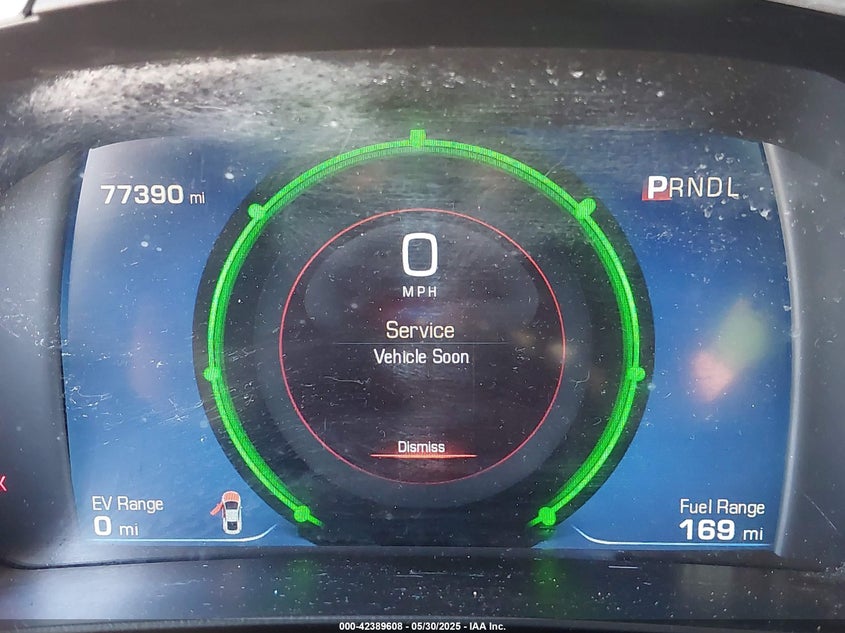 77390 mi
PRNDL
0
MPH
Service
Vehicle Soon
Dismiss
EV Range
0 mi
Fuel Range
169 mi
000-42389608 - 05/30/2025 - IAA Inc.